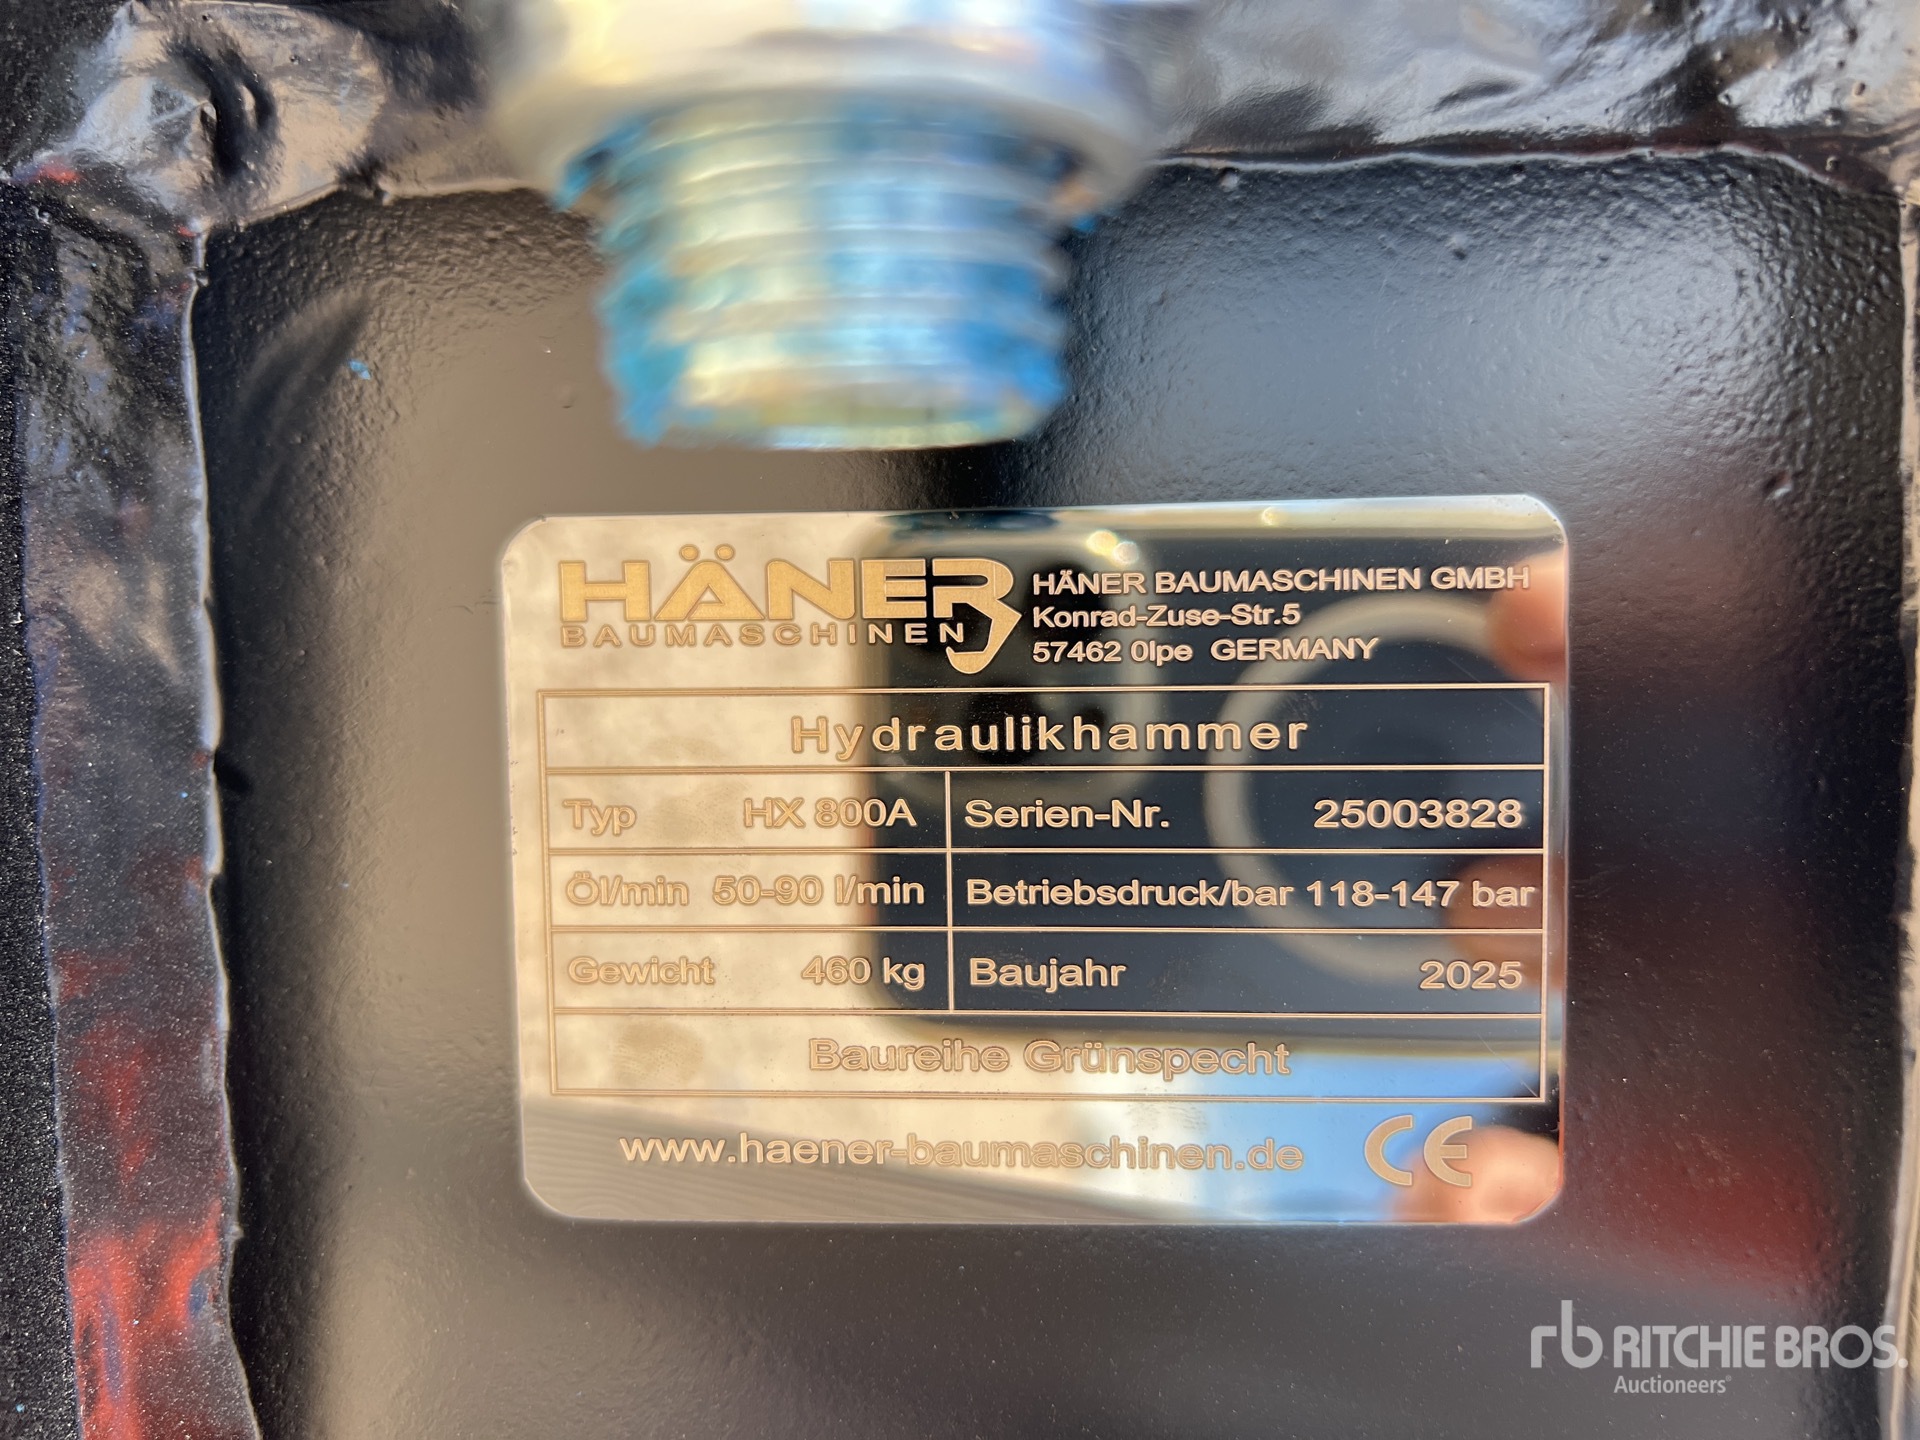 HÄNER
BAUMASCHINEN
HÄNER BAUMASCHINEN GMBH
Konrad-Zuse-Str.5
57462 Olpe GERMANY
Hydraulikhammer
Typ HX 800A Serien-Nr. 25003828
Öl/min 50-90 l/min Betriebsdruck/bar 118-147 bar
Gewicht 460 kg Baujahr 2025
Baureihe Grünspecht
www.haener-baumaschinen.de CE
rb RITCHIE BROS.
Auctioneers